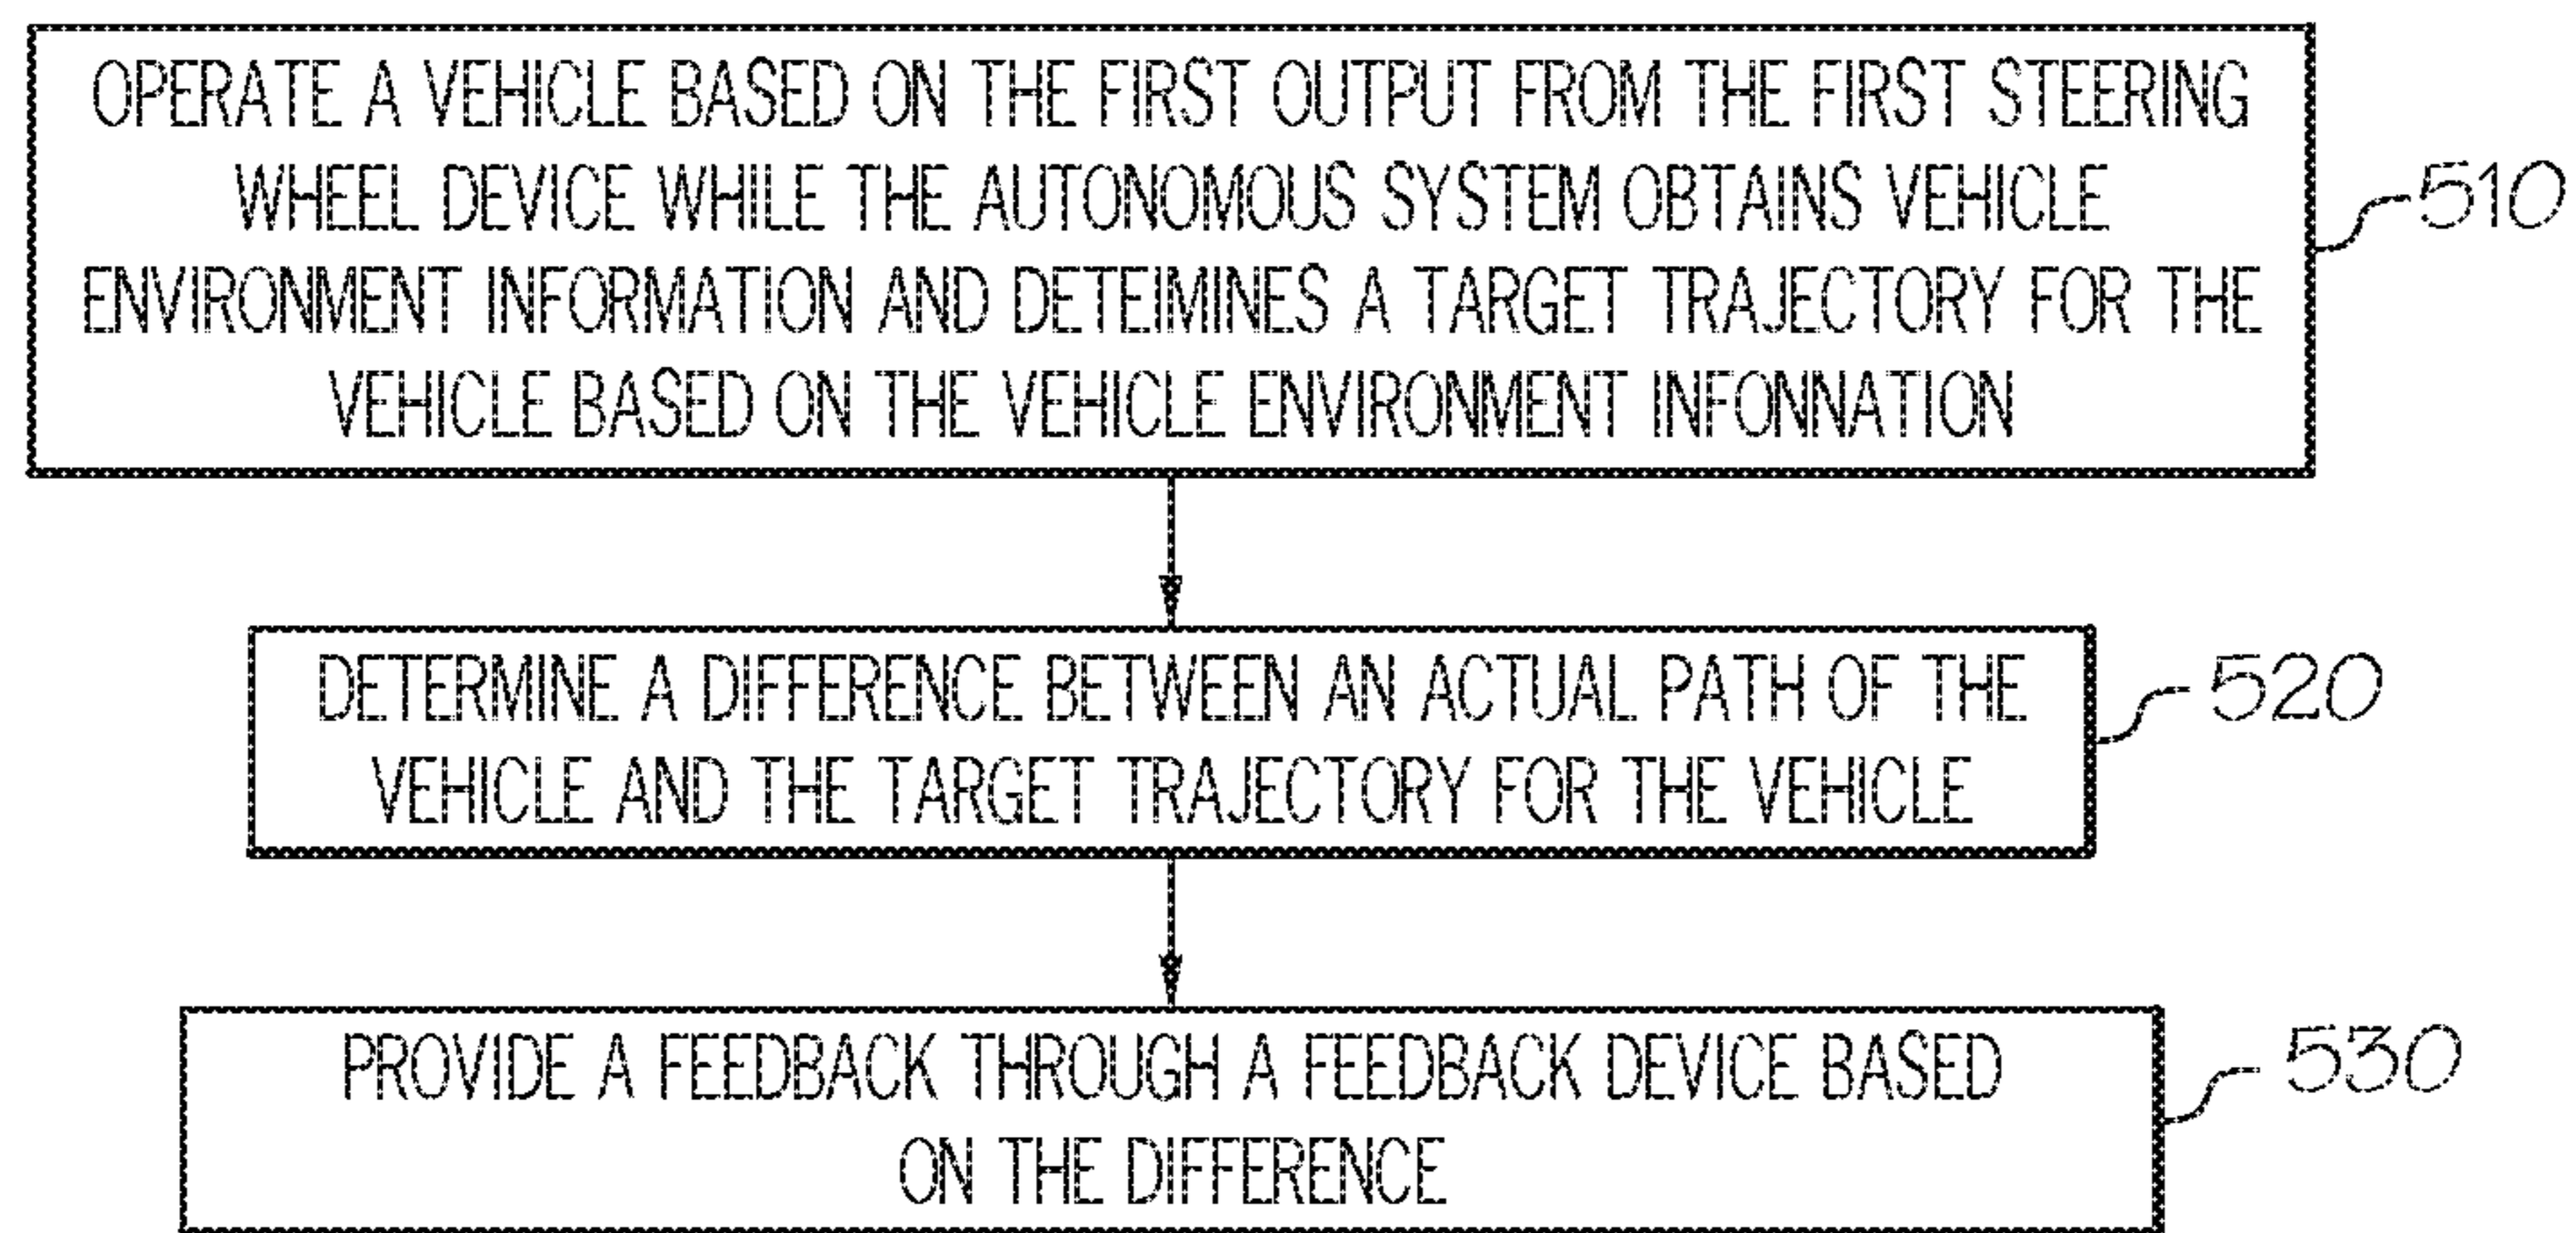 OPERATE A VEHICLE BASED ON THE FIRST OUTPUT FROM THE FIRST STEERING
WHEEL DEVICE WHILE THE AUTONOMOUS SYSTEM OBTAINS VEHICLE
ENVIRONMENT INFORMATION AND DETEIMINES A TARGET TRAJECTORY FOR THE
VEHICLE BASED ON THE VEHICLE ENVIRONMENT INFONNATION
510
DETERMINE A DIFFERENCE BETWEEN AN ACTUAL PATH OF THE
VEHICLE AND THE TARGET TRAJECTORY FOR THE VEHICLE
520
PROVIDE A FEEDBACK THROUGH A FEEDBACK DEVICE BASED
ON THE DIFFERENCE
530